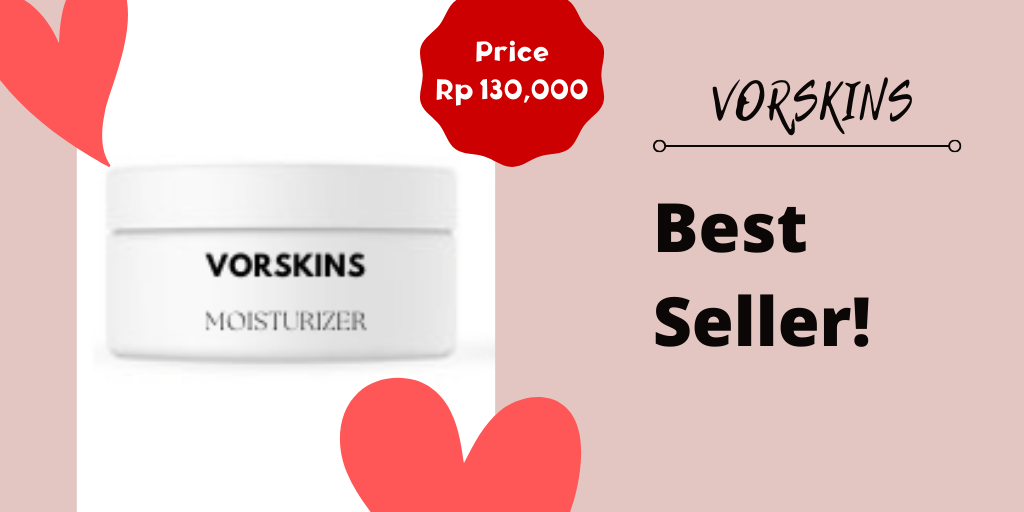 Price
Rp 130,000
VORSKINS
Best
Seller!
VORSKINS
MOISTURIZER